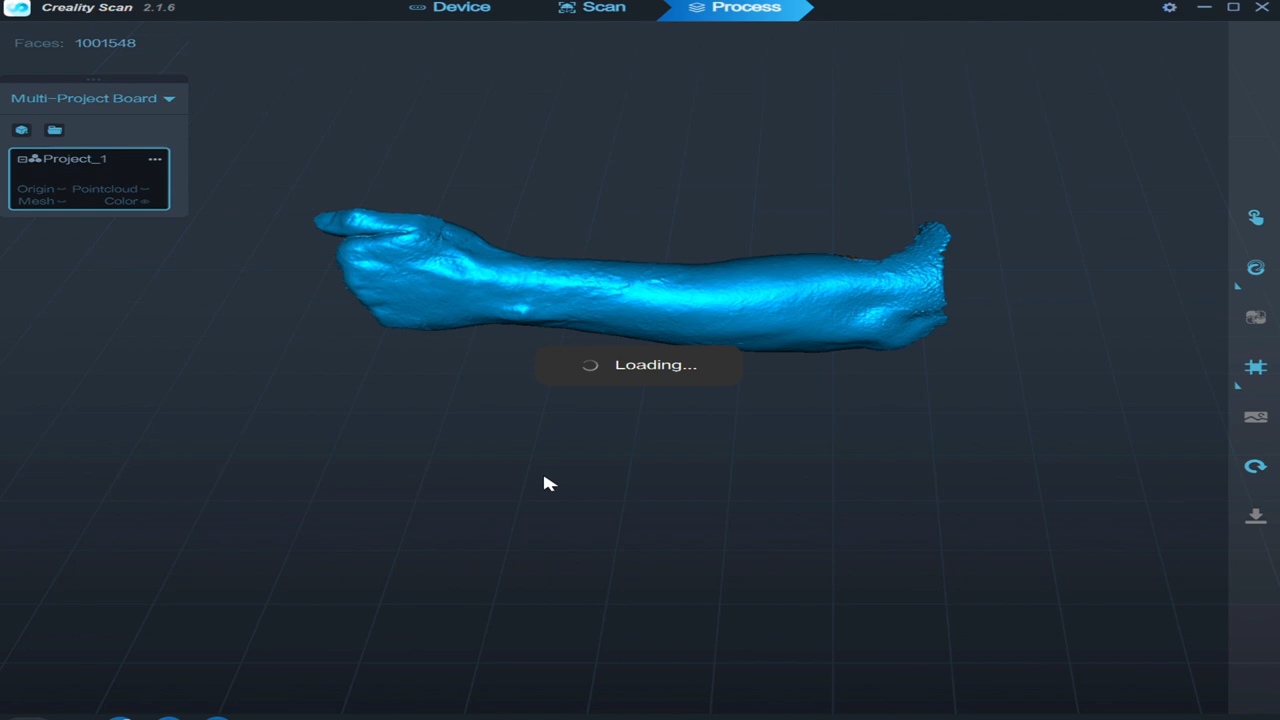 Creality Scan 2.1.6
Device
Scan
Process
Faces: 1001548
Multi-Project Board
Project_1
Origin
Pointcloud
Mesh
Color
Loading...